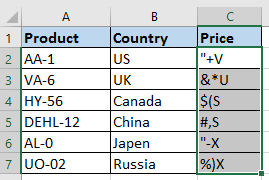 A B C
1 Product Country Price
2 AA-1 US "+V
3 VA-6 UK &*U
4 HY-56 Canada $(S
5 DEHL-12 China #,S
6 AL-0 Japen "-X
7 UO-02 Russia %)X